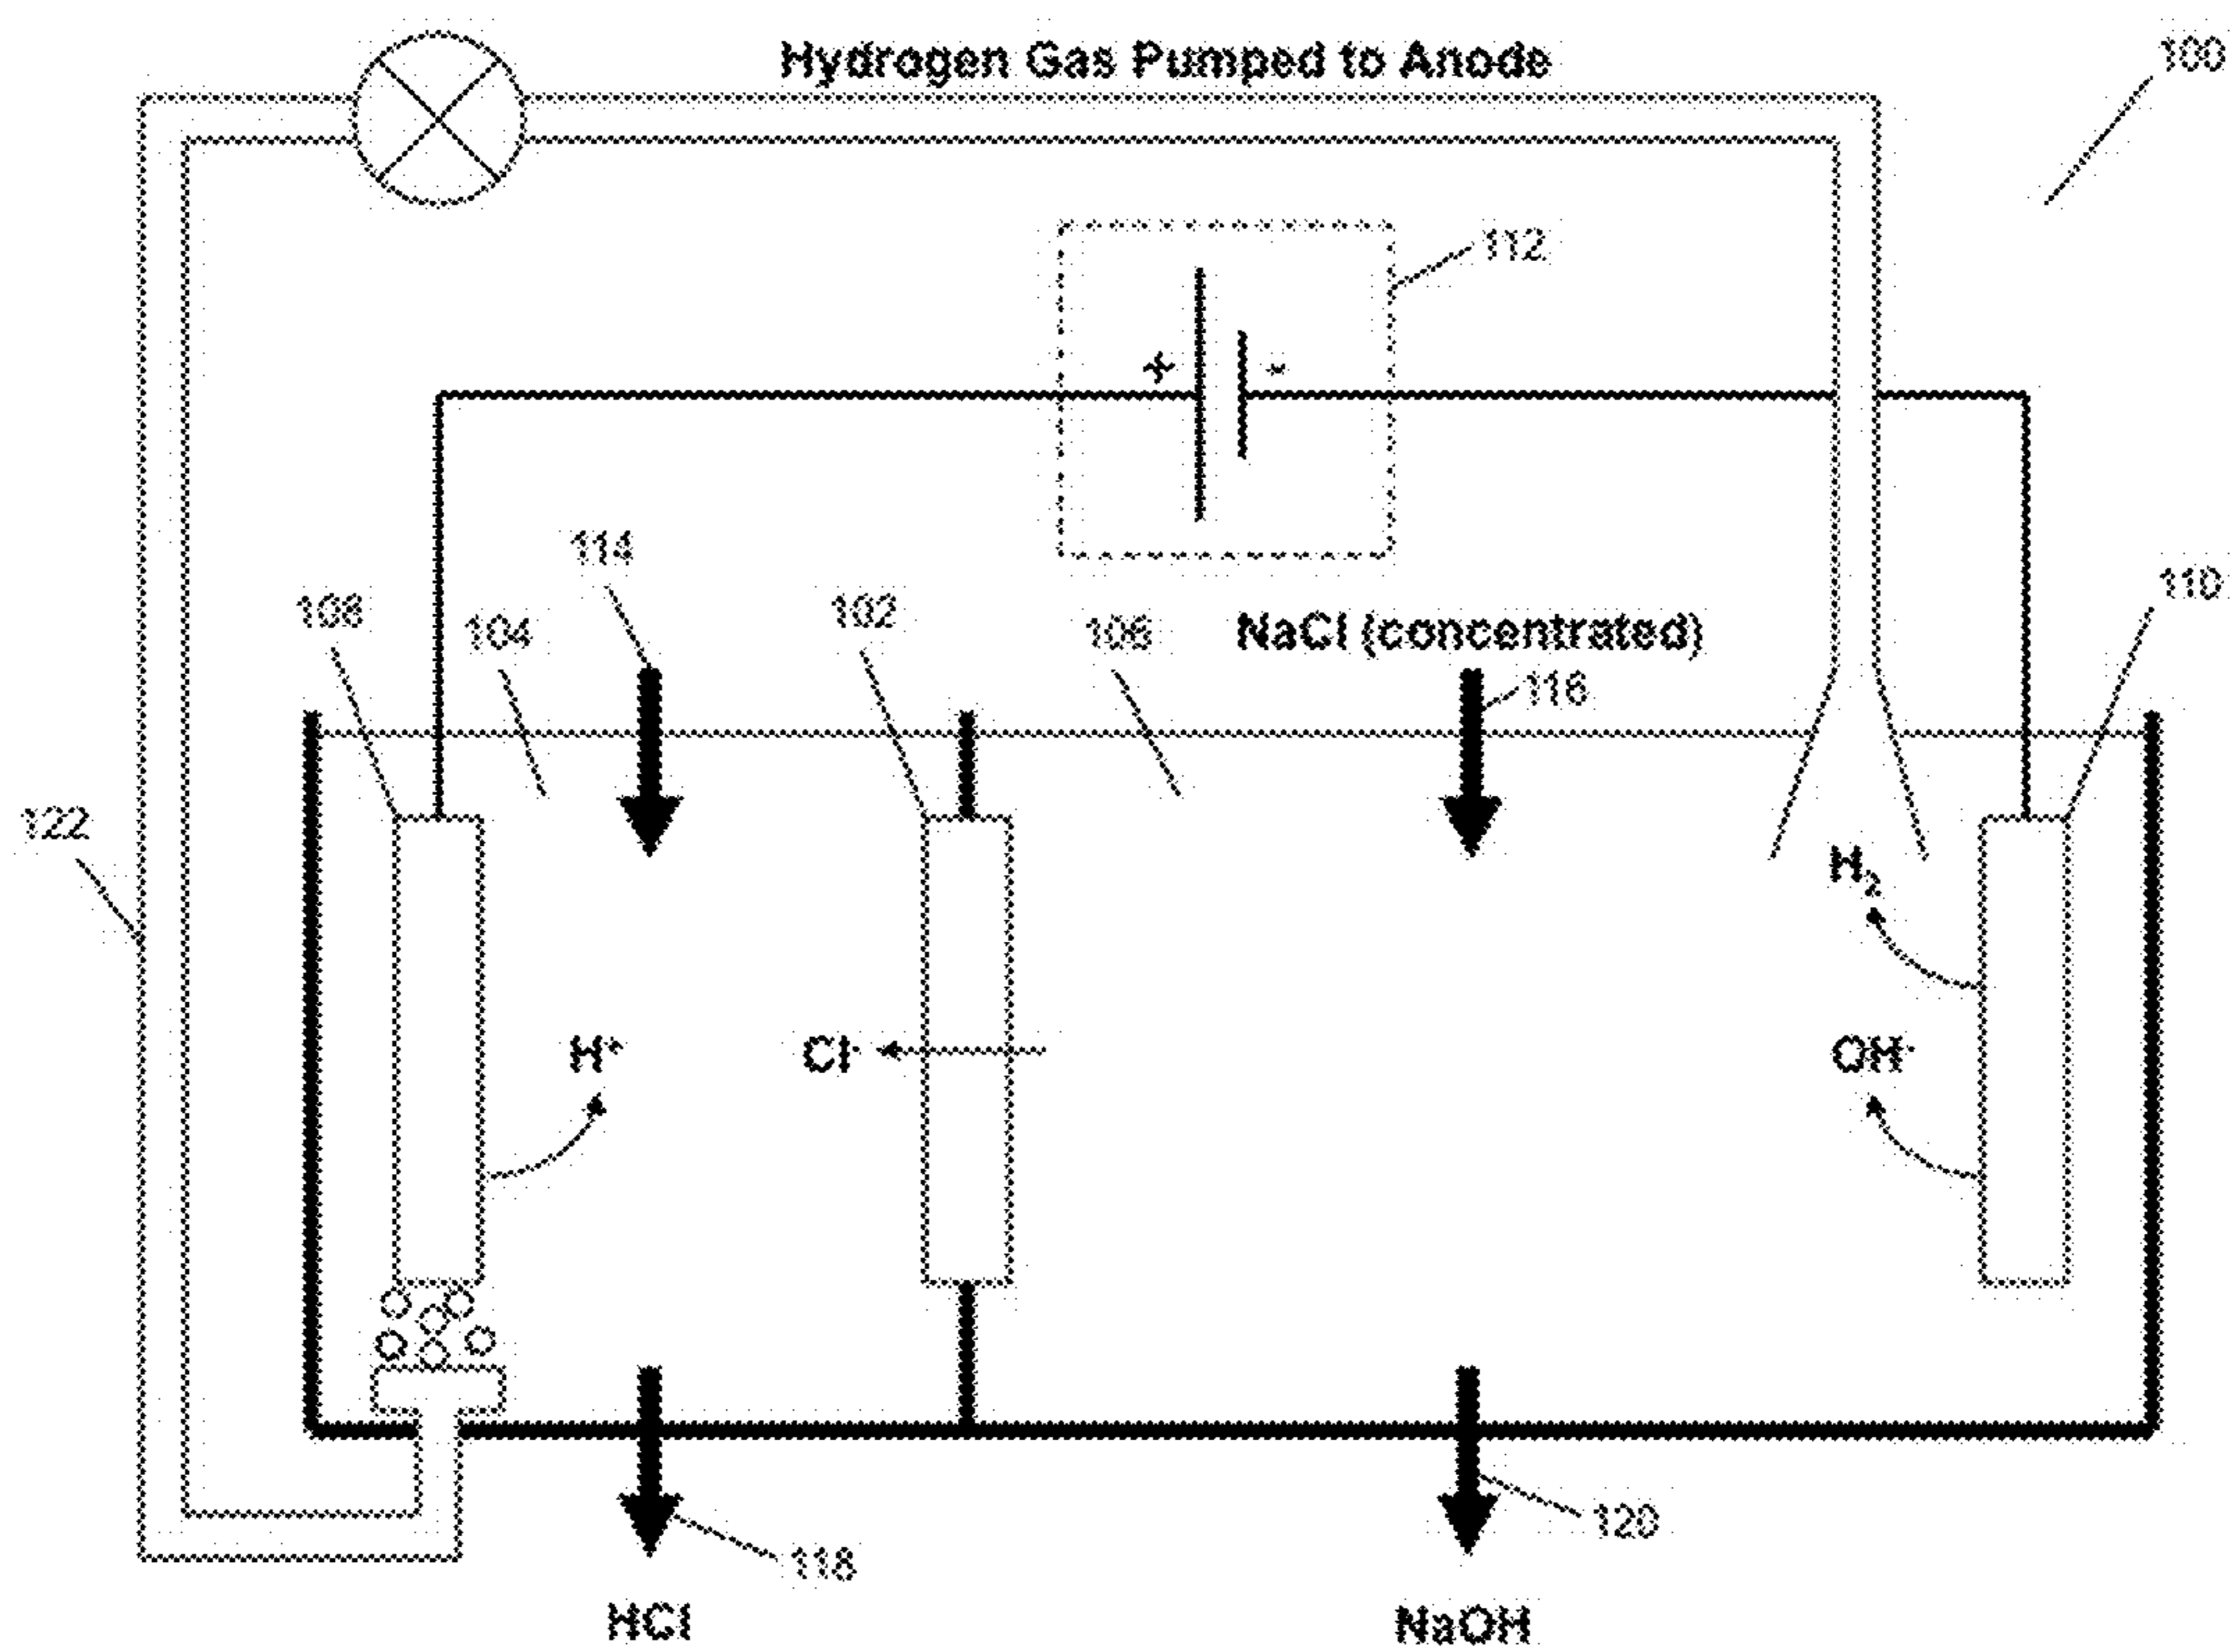 Hydrogen Gas Pumped to Anode
100
112
+
-
114
110
108
104
102
106
NaCl (concentrated)
116
122
H2
H+
Cl-
OH-
120
118
HCl
NaOH